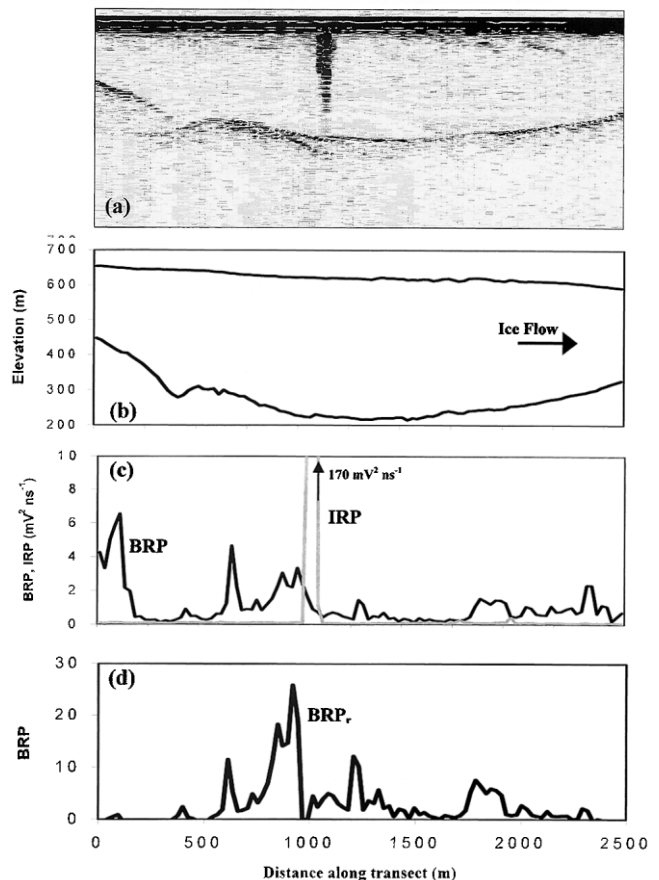 (a)
700
600
500
400
300
200
Elevation (m)
Ice Flow
(b)
10
8
6
4
2
0
BRP, IRP (mV² ns⁻¹)
(c)
170 mV² ns⁻¹
BRP
IRP
30
20
10
0
BRP
(d)
BRPr
0 500 1000 1500 2000 2500
Distance along transect (m)